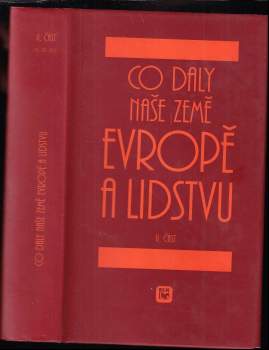 II. ČÁST
CO DALY NAŠE ZEMĚ EVROPĚ A LIDSTVU
CO DALY
NAŠE ZEMĚ
EVROPĚ
A LIDSTVU
II. ČÁST